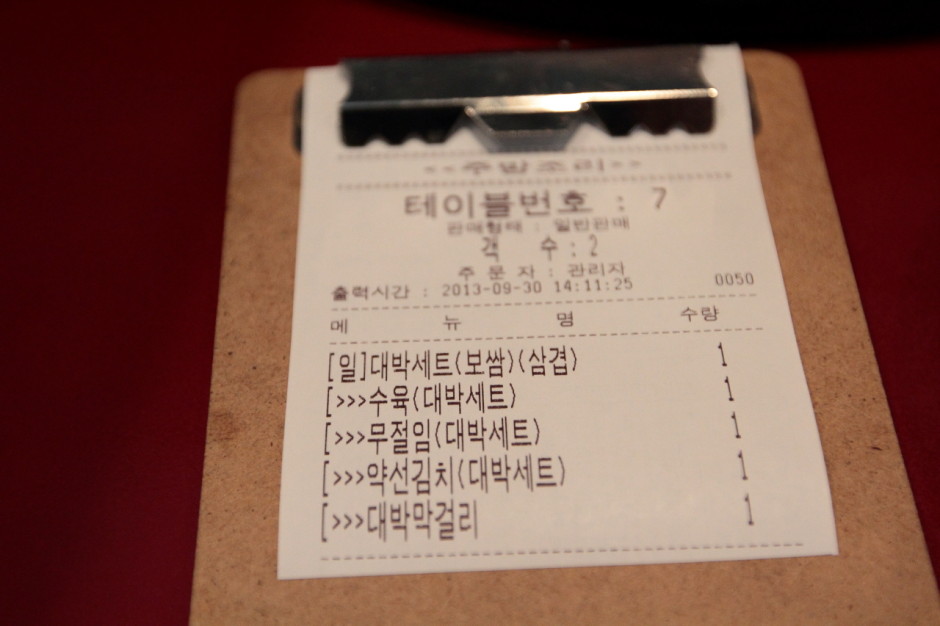 테이블번호 : 7
판매형태 : 일반판매
객 수 : 2
주 문 자 : 관리자
출력시간 : 2013-09-30 14:11:25 0050
메 뉴 명 수량
[일]대박세트(보쌈)(삼겹) 1
[>>>수육(대박세트) 1
[>>>무절임(대박세트) 1
[>>>약선김치(대박세트) 1
[>>>대박막걸리 1